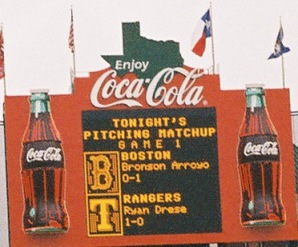 Enjoy
Coca-Cola
TONIGHT'S
PITCHING MATCHUP
GAME 1
B BOSTON
Bronson Arroyo
0-1
T RANGERS
Ryan Drese
1-0
Coca-Cola
Coca-Cola